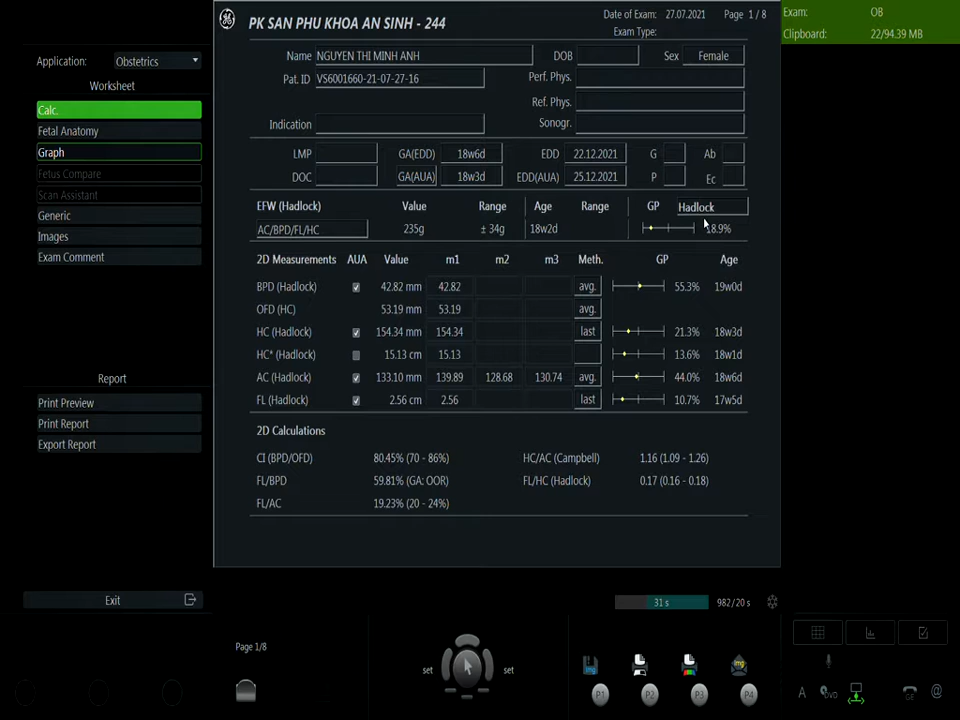 PK SAN PHU KHOA AN SINH - 244
Date of Exam: 27.07.2021 Page 1 / 8
Exam Type:
Exam: OB
Clipboard: 22/94.39 MB
Application: Obstetrics
Worksheet
Calc.
Fetal Anatomy
Graph
Fetus Compare
Scan Assistant
Generic
Images
Exam Comment
Report
Print Preview
Print Report
Export Report
Exit
Name NGUYEN THI MINH ANH DOB Sex Female
Pat. ID VS6001660-21-07-27-16 Perf. Phys.
Ref. Phys.
Indication Sonogr.
LMP GA(EDD) 18w6d EDD 22.12.2021 G Ab
DOC GA(AUA) 18w3d EDD(AUA) 25.12.2021 P Ec
EFW (Hadlock) Value Range Age Range GP Hadlock
AC/BPD/FL/HC 235g ± 34g 18w2d 18.9%
2D Measurements AUA Value m1 m2 m3 Meth. GP Age
BPD (Hadlock) 42.82 mm 42.82 avg. 55.3% 19w0d
OFD (HC) 53.19 mm 53.19 avg.
HC (Hadlock) 154.34 mm 154.34 last 21.3% 18w3d
HC* (Hadlock) 15.13 cm 15.13 13.6% 18w1d
AC (Hadlock) 133.10 mm 139.89 128.68 130.74 avg. 44.0% 18w6d
FL (Hadlock) 2.56 cm 2.56 last 10.7% 17w5d
2D Calculations
CI (BPD/OFD) 80.45% (70 - 86%) HC/AC (Campbell) 1.16 (1.09 - 1.26)
FL/BPD 59.81% (GA: OOR) FL/HC (Hadlock) 0.17 (0.16 - 0.18)
FL/AC 19.23% (20 - 24%)
31 s 982/20 s
Page 1/8
set set
P1 P2 P3 P4
A DVD @